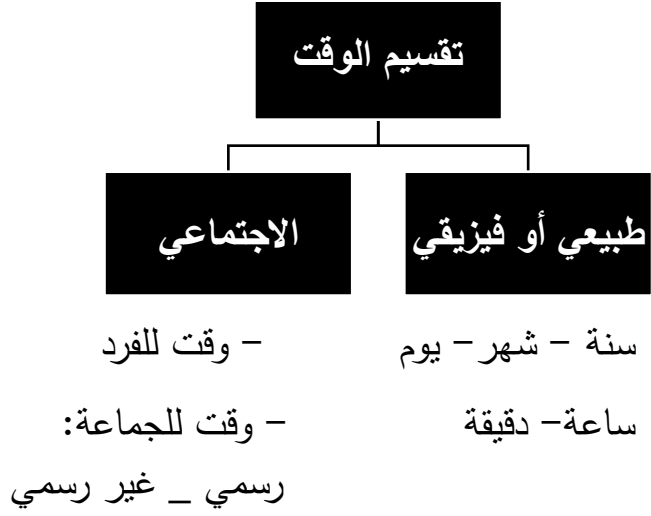 تقسيم الوقت
طبيعي أو فيزيقي
سنة – شهر – يوم
ساعة – دقيقة
الاجتماعي
– وقت للفرد
– وقت للجماعة:
رسمي _ غير رسمي